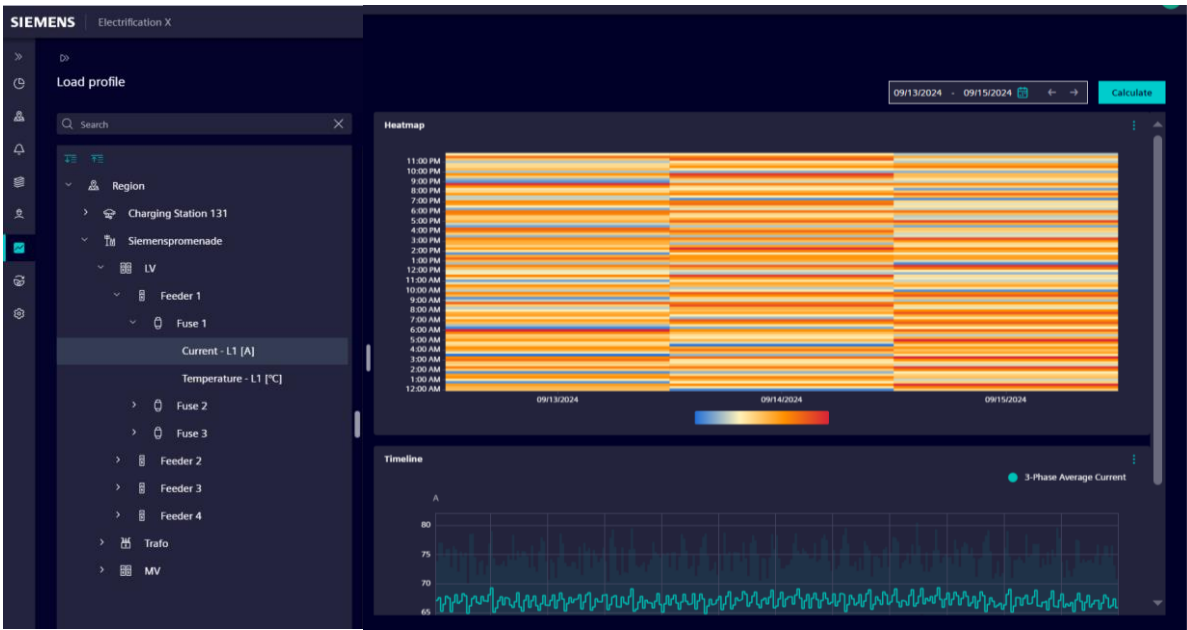 SIEMENS Electrification X
Load profile
Search
Region
Charging Station 131
Siemenspromenade
LV
Feeder 1
Fuse 1
Current - L1 [A]
Temperature - L1 [°C]
Fuse 2
Fuse 3
Feeder 2
Feeder 3
Feeder 4
Trafo
MV
09/13/2024 - 09/15/2024
Calculate
Heatmap
11:00 PM
10:00 PM
9:00 PM
8:00 PM
7:00 PM
6:00 PM
5:00 PM
4:00 PM
3:00 PM
2:00 PM
1:00 PM
12:00 PM
11:00 AM
10:00 AM
9:00 AM
8:00 AM
7:00 AM
6:00 AM
5:00 AM
4:00 AM
3:00 AM
2:00 AM
1:00 AM
12:00 AM
09/13/2024 09/14/2024 09/15/2024
Timeline
3-Phase Average Current
A
80
75
70
65